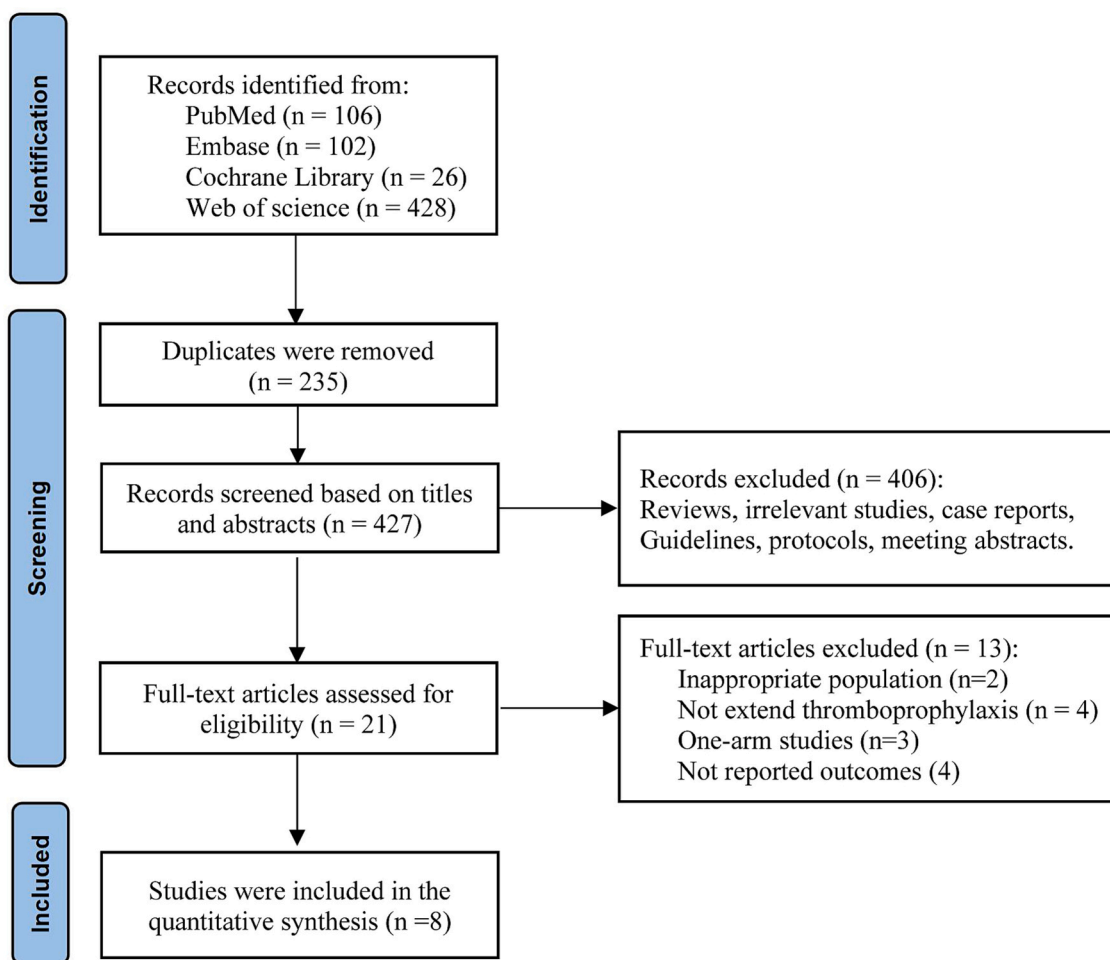 Identification
Records identified from:
PubMed (n = 106)
Embase (n = 102)
Cochrane Library (n = 26)
Web of science (n = 428)
Screening
Duplicates were removed
(n = 235)
Records screened based on titles
and abstracts (n = 427)
Records excluded (n = 406):
Reviews, irrelevant studies, case reports,
Guidelines, protocols, meeting abstracts.
Full-text articles assessed for
eligibility (n = 21)
Full-text articles excluded (n = 13):
Inappropriate population (n=2)
Not extend thromboprophylaxis (n = 4)
One-arm studies (n=3)
Not reported outcomes (4)
Included
Studies were included in the
quantitative synthesis (n =8)